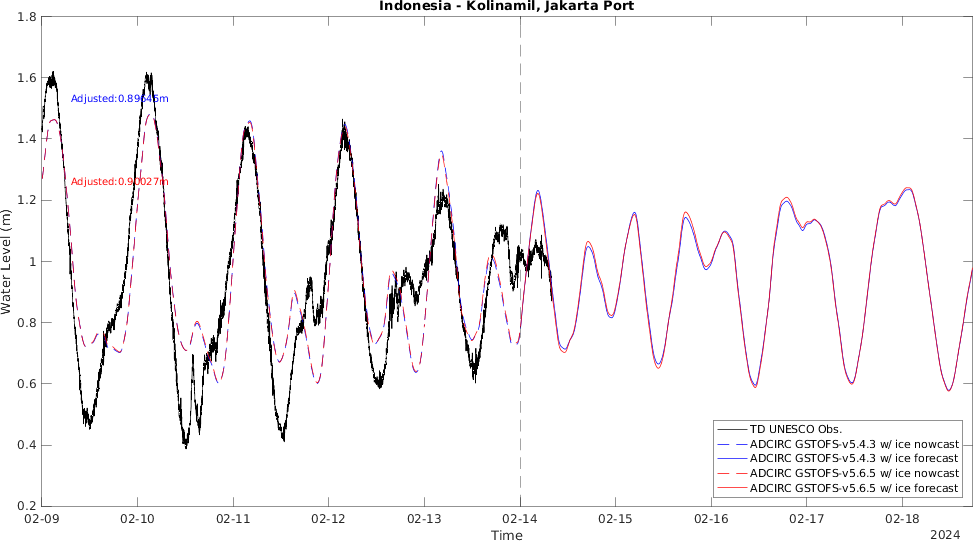 Indonesia - Kolinamil, Jakarta Port
1.8
1.6
1.4
1.2
1
0.8
0.6
0.4
0.2
Water Level (m)
Adjusted:0.89646m
Adjusted:0.90027m
TD UNESCO Obs.
ADCIRC GSTOFS-v5.4.3 w/ ice nowcast
ADCIRC GSTOFS-v5.4.3 w/ ice forecast
ADCIRC GSTOFS-v5.6.5 w/ ice nowcast
ADCIRC GSTOFS-v5.6.5 w/ ice forecast
02-09 02-10 02-11 02-12 02-13 02-14 02-15 02-16 02-17 02-18
Time
2024